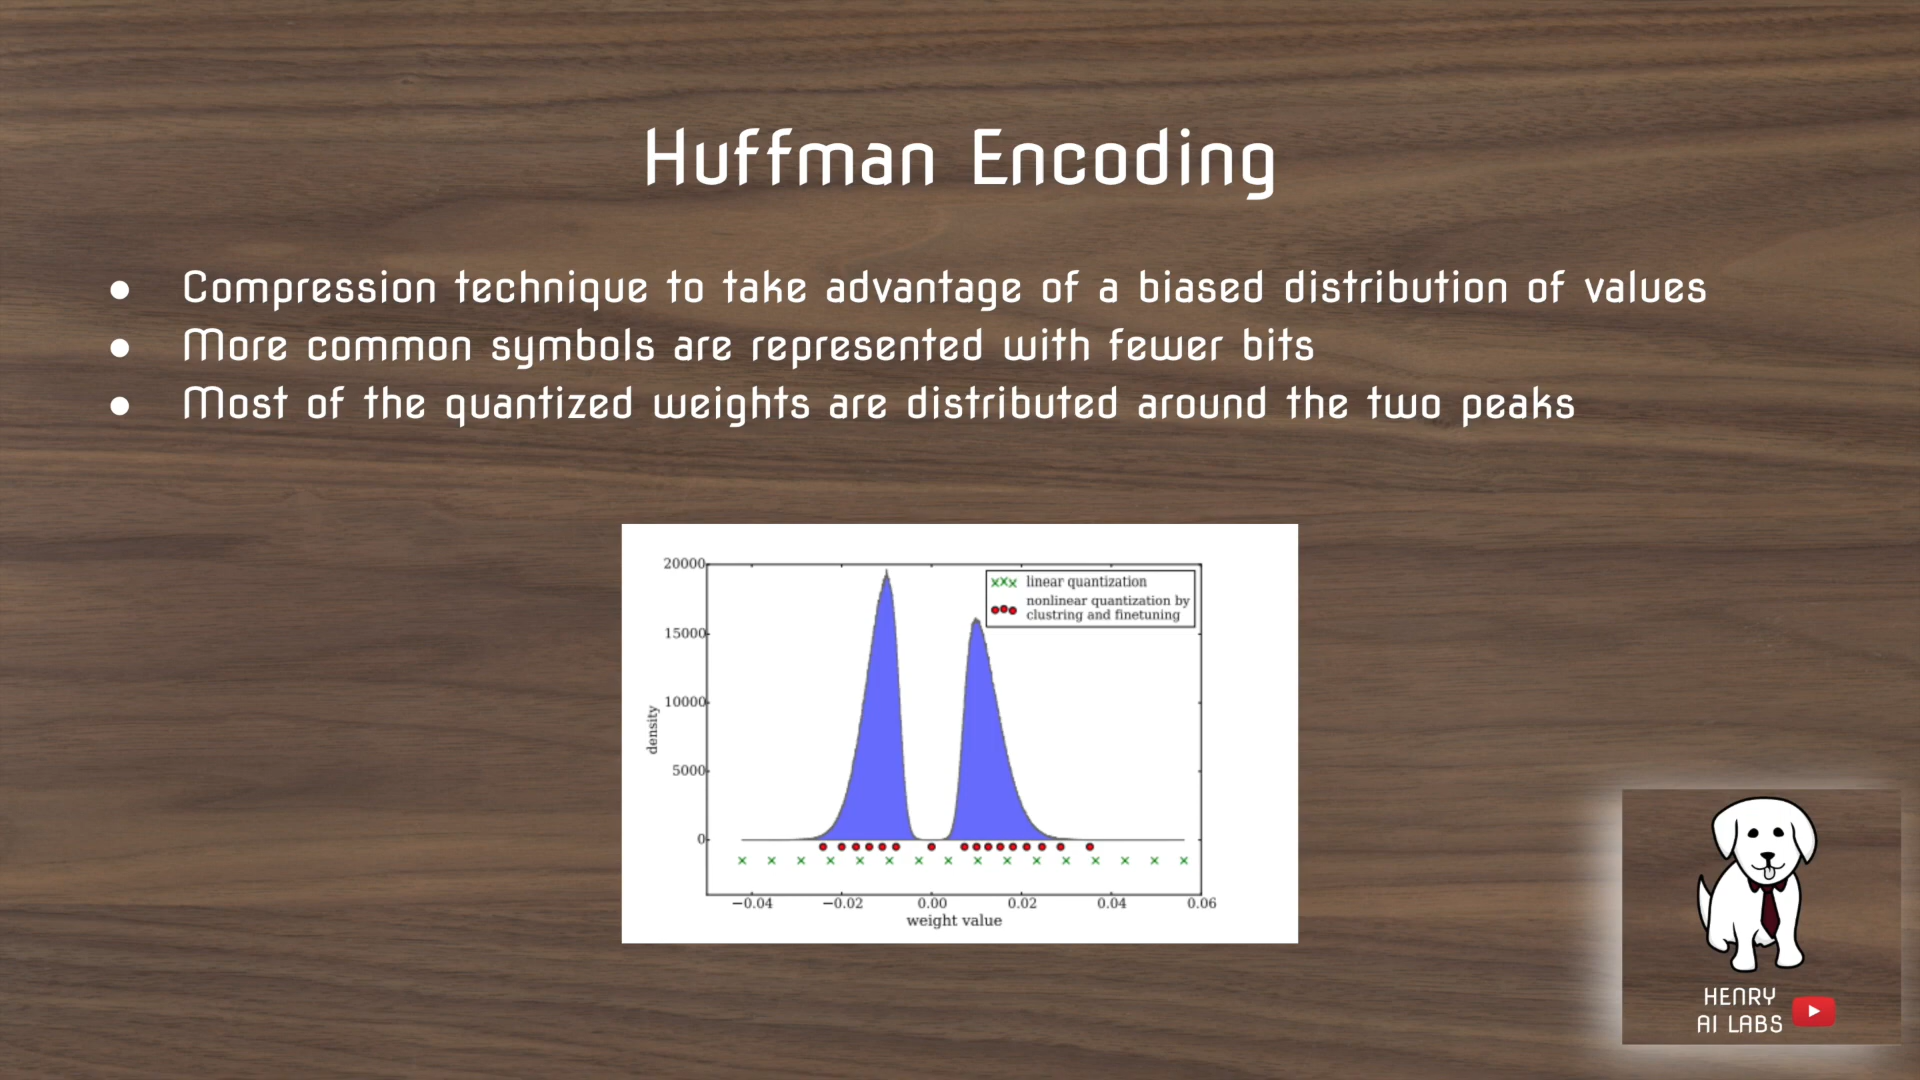 Huffman Encoding
● Compression technique to take advantage of a biased distribution of values
● More common symbols are represented with fewer bits
● Most of the quantized weights are distributed around the two peaks
20000
15000
10000
5000
0
density
linear quantization
nonlinear quantization by
clustring and finetuning
−0.04 −0.02 0.00 0.02 0.04 0.06
weight value
HENRY
AI LABS